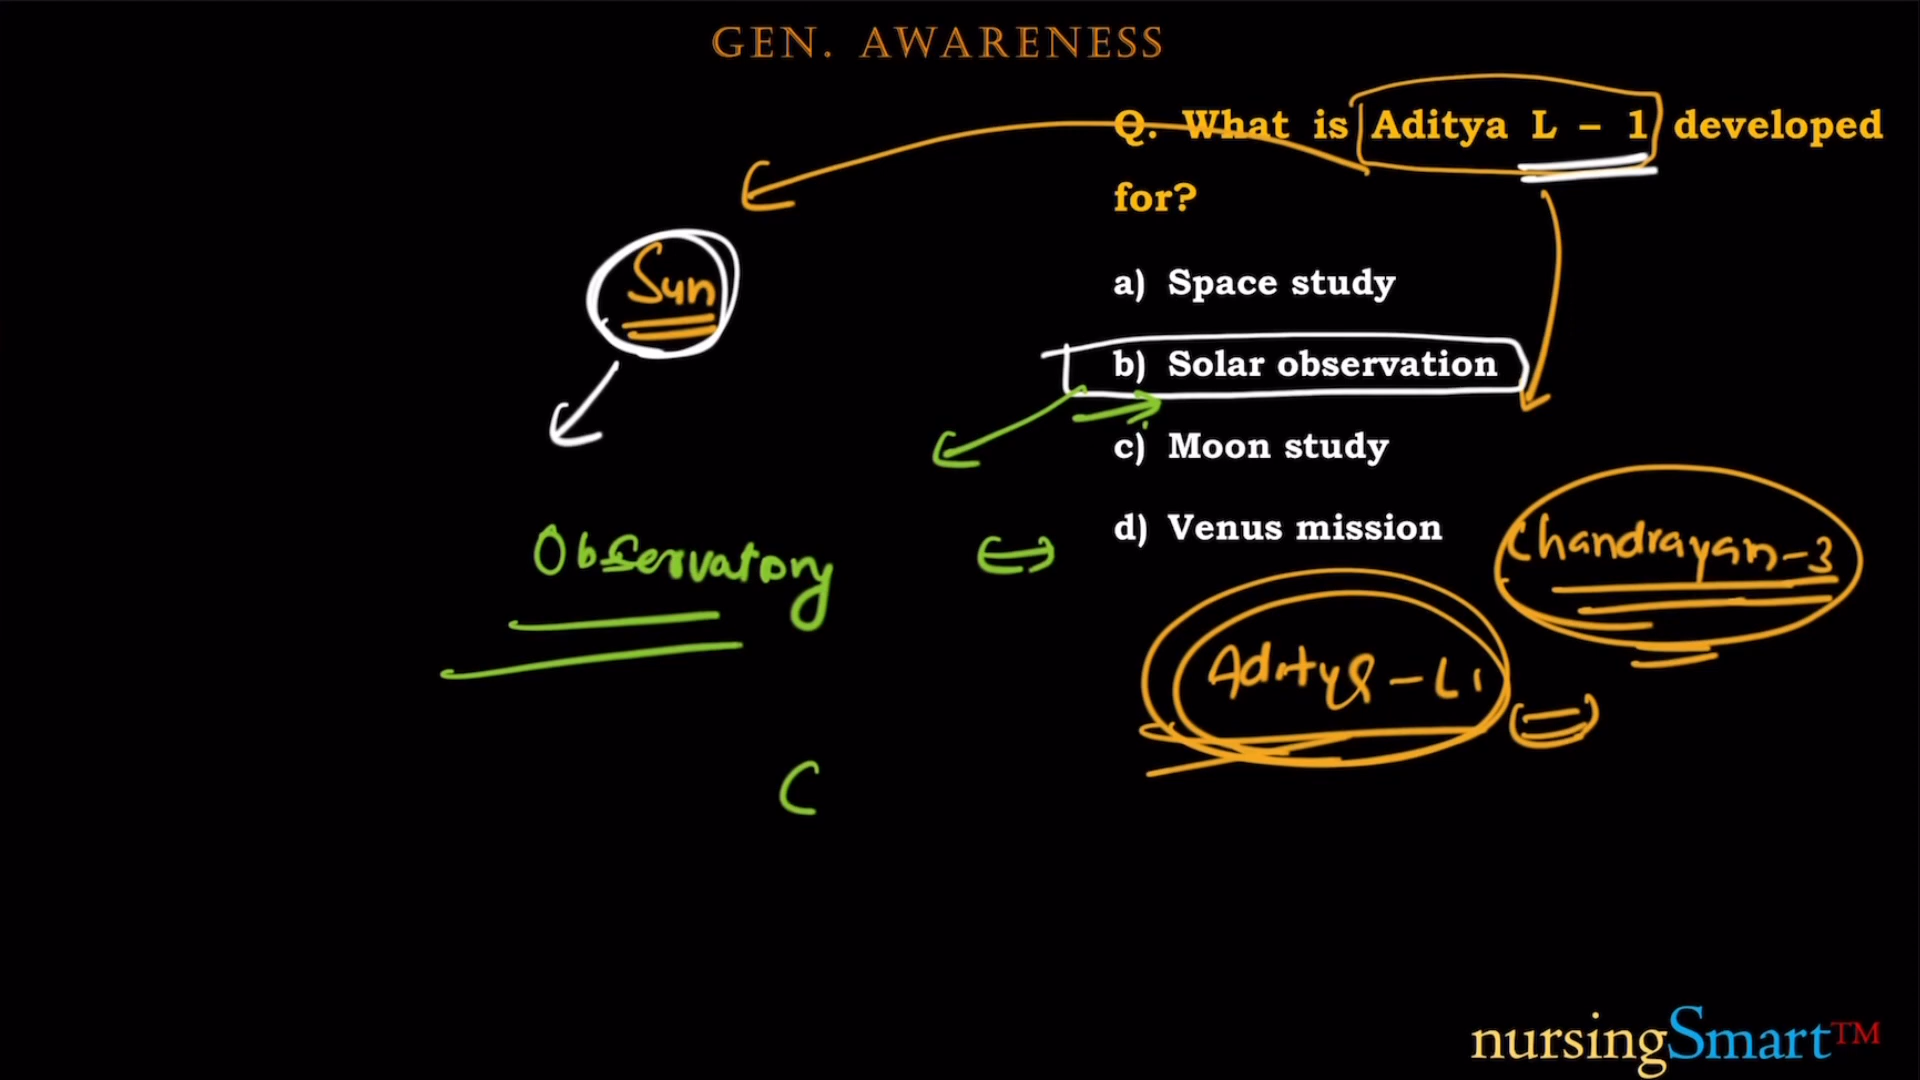 GEN. AWARENESS
Q. What is Aditya L – 1 developed
for?
Sun
a) Space study
b) Solar observation
c) Moon study
d) Venus mission
Chandrayan-3
Observatory
Aditya-L1
C
nursingSmart™